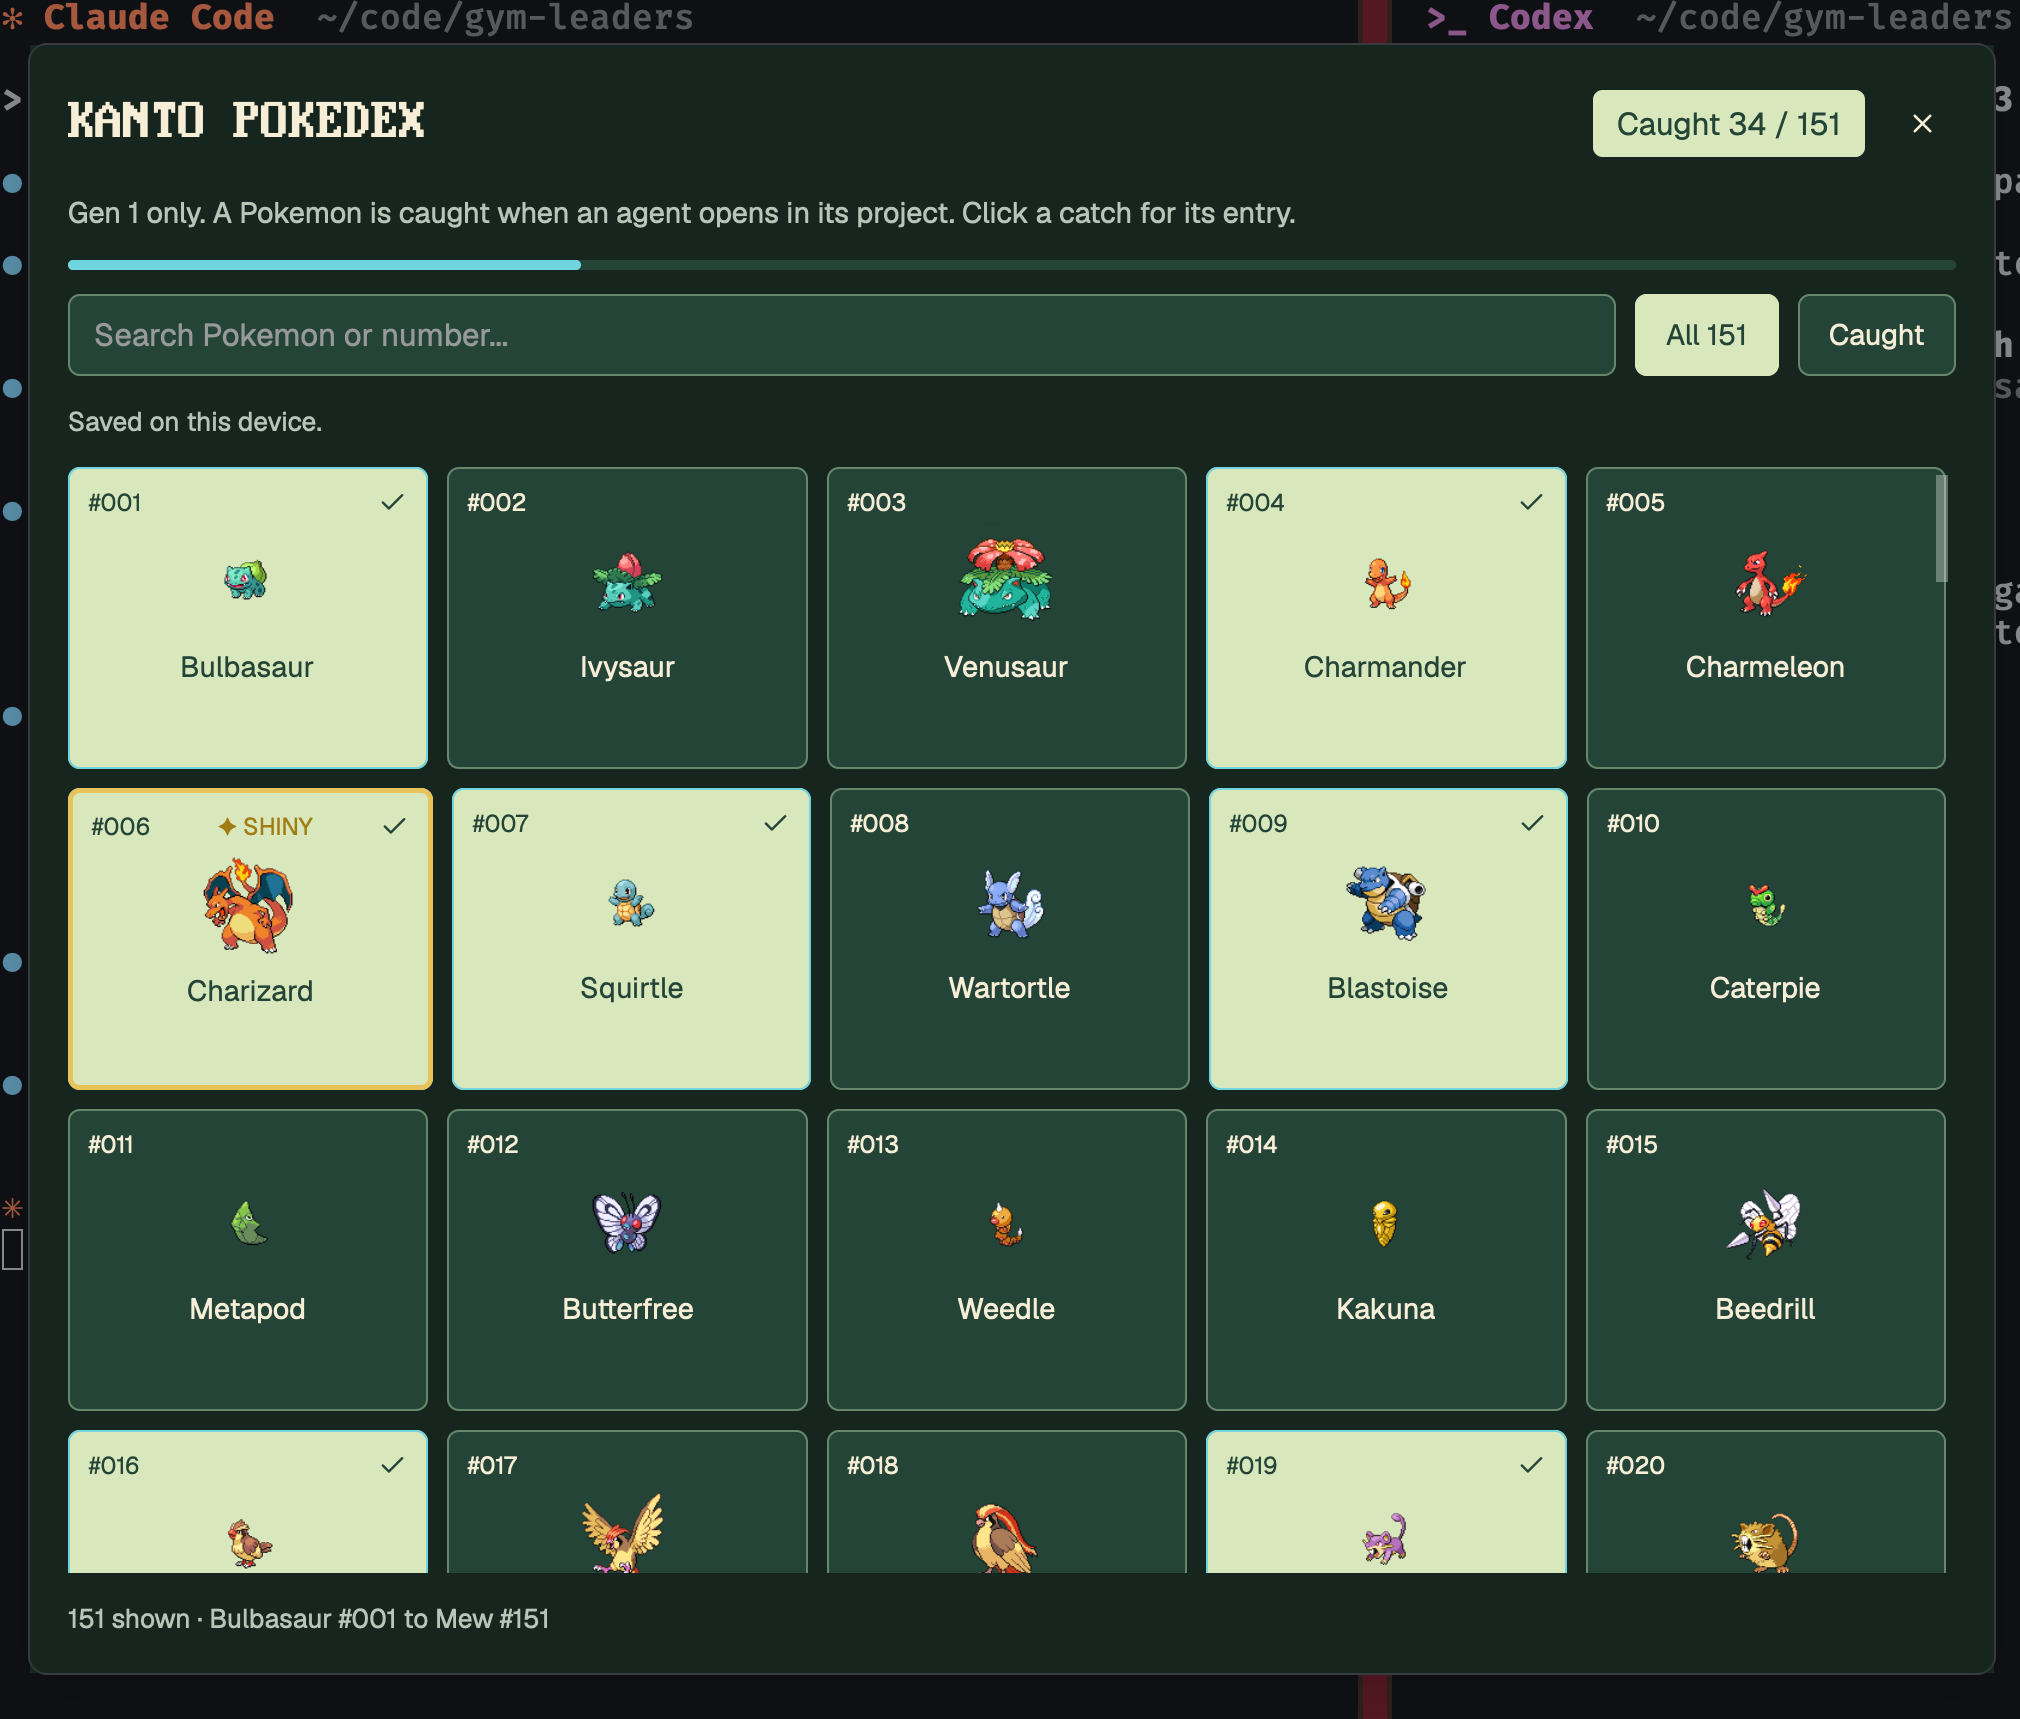 Claude Code ~/code/gym-leaders
>_ Codex ~/code/gym-leaders
>
KANTO POKEDEX
Caught 34 / 151
Gen 1 only. A Pokemon is caught when an agent opens in its project. Click a catch for its entry.
Search Pokemon or number...
All 151
Caught
Saved on this device.
#001
Bulbasaur
#002
Ivysaur
#003
Venusaur
#004
Charmander
#005
Charmeleon
#006 SHINY
Charizard
#007
Squirtle
#008
Wartortle
#009
Blastoise
#010
Caterpie
#011
Metapod
#012
Butterfree
#013
Weedle
#014
Kakuna
#015
Beedrill
#016
#017
#018
#019
#020
151 shown · Bulbasaur #001 to Mew #151